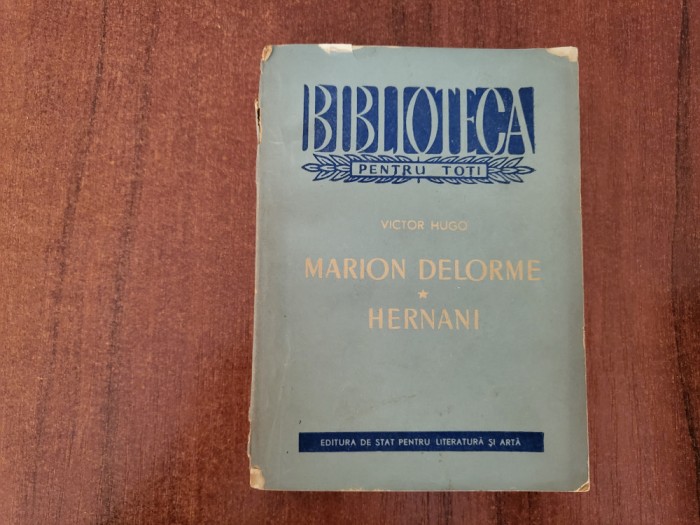 BIBLIOTECA
PENTRU TOȚI
VICTOR HUGO
MARION DELORME
★
HERNANI
EDITURA DE STAT PENTRU LITERATURĂ ȘI ARTĂ